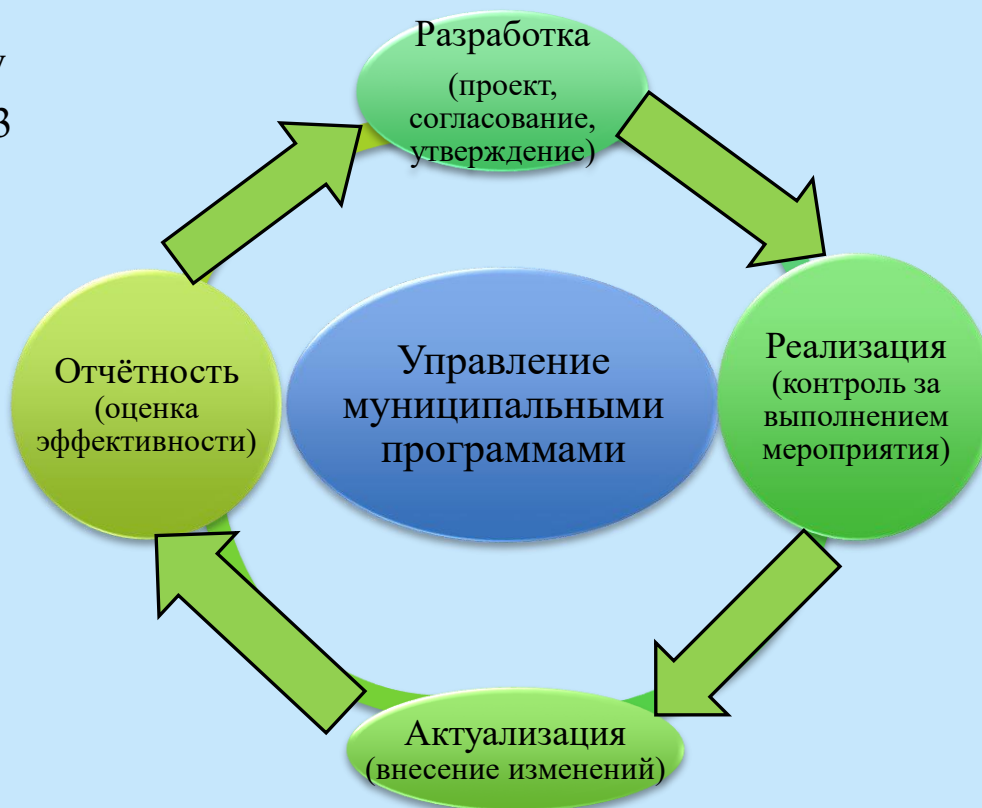 Разработка
(проект,
согласование,
утверждение)
Реализация
(контроль за
выполнением
мероприятия)
Управление
муниципальными
программами
Отчётность
(оценка
эффективности)
Актуализация
(внесение изменений)